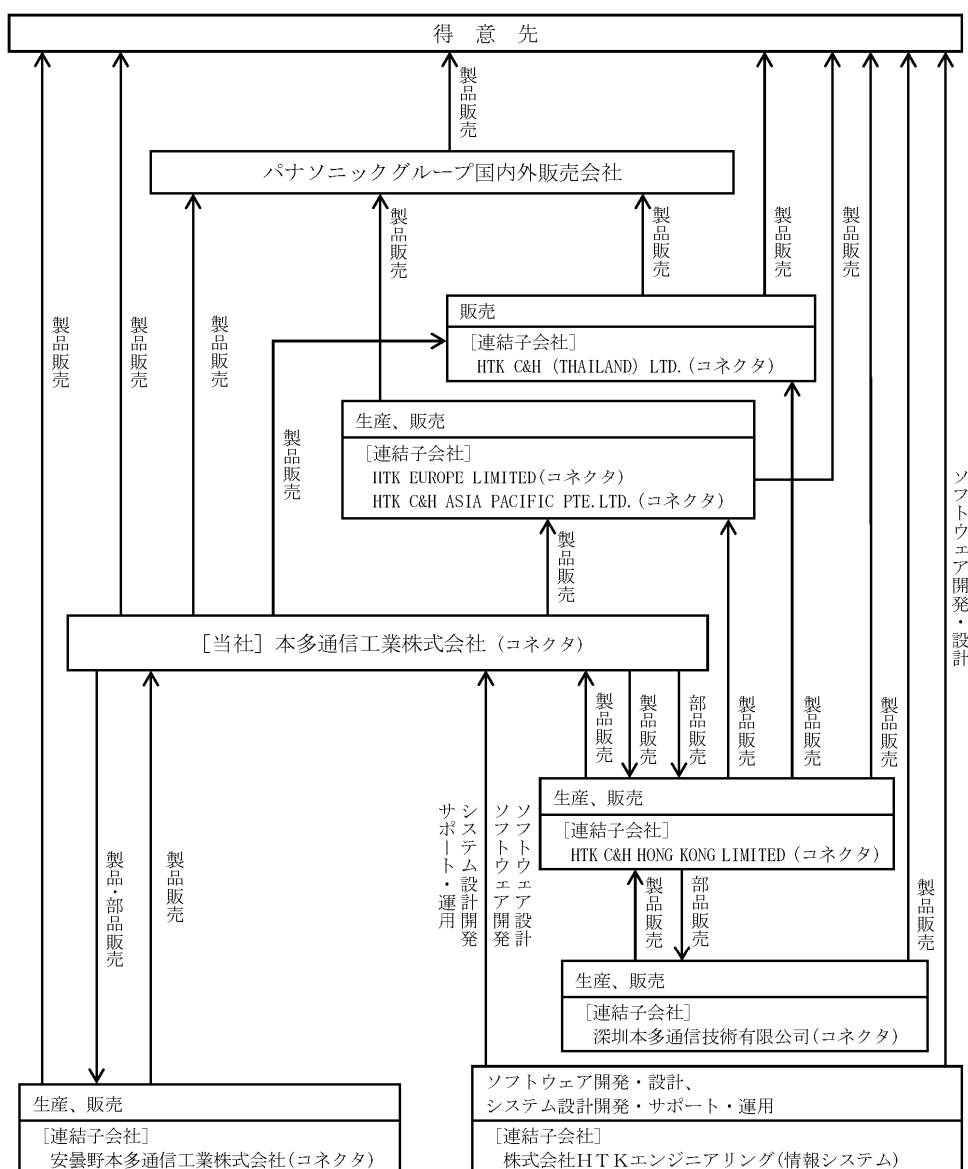 得 意 先
製品販売
パナソニックグループ国内外販売会社
製品販売
製品販売
製品販売
製品販売
製品販売
製品販売
製品販売
販売
[連結子会社]
HTK C&H (THAILAND) LTD.(コネクタ)
製品販売
生産、販売
[連結子会社]
HTK EUROPE LIMITED(コネクタ)
HTK C&H ASIA PACIFIC PTE.LTD.(コネクタ)
製品販売
ソフトウェア開発・設計
[当社]本多通信工業株式会社(コネクタ)
製品販売
製品販売
部品販売
製品販売
製品販売
製品販売
生産、販売
[連結子会社]
HTK C&H HONG KONG LIMITED(コネクタ)
製品・部品販売
製品販売
ソフトウェア設計
ソフトウェア開発
システム設計開発
サポート・運用
製品販売
部品販売
製品販売
生産、販売
[連結子会社]
深圳本多通信技術有限公司(コネクタ)
生産、販売
[連結子会社]
安曇野本多通信工業株式会社(コネクタ)
ソフトウェア開発・設計、
システム設計開発・サポート・運用
[連結子会社]
株式会社HTKエンジニアリング(情報システム)